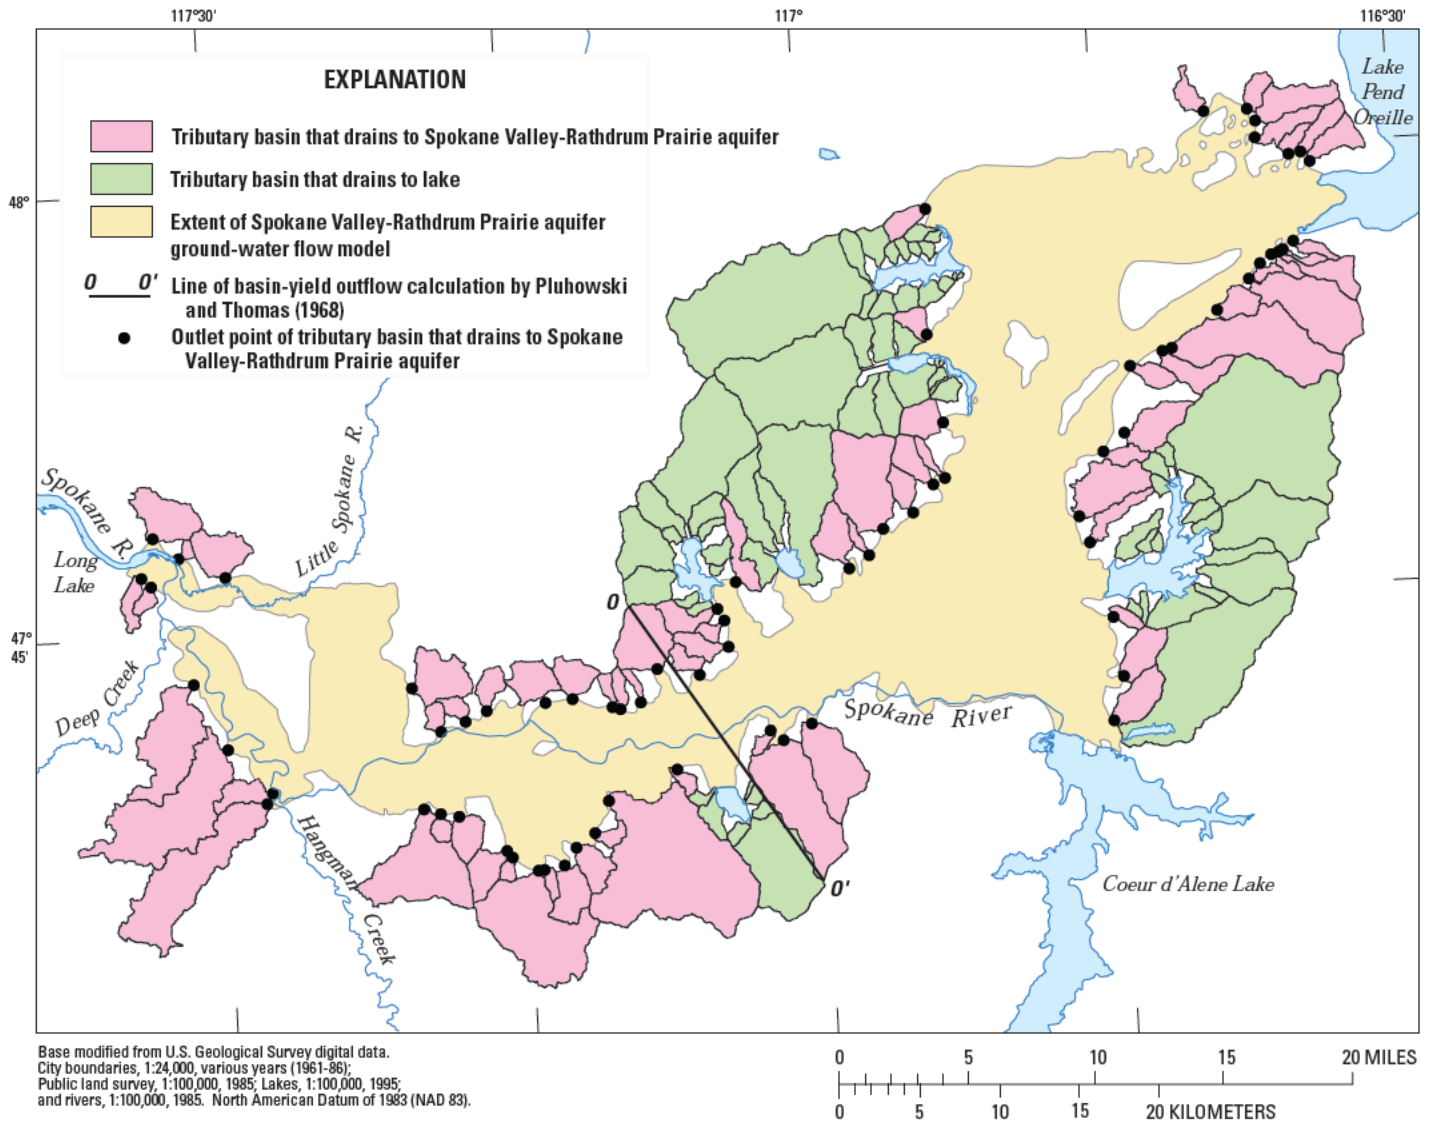 117°30'
117°
116°30'
EXPLANATION
Tributary basin that drains to Spokane Valley-Rathdrum Prairie aquifer
Tributary basin that drains to lake
Extent of Spokane Valley-Rathdrum Prairie aquifer
ground-water flow model
O O'
Line of basin-yield outflow calculation by Pluhowski
and Thomas (1968)
Outlet point of tributary basin that drains to Spokane
Valley-Rathdrum Prairie aquifer
Lake
Pend
Oreille
48°
Spokane R.
Little Spokane R.
Long
Lake
O
47°
45'
Deep Creek
Spokane River
Hangman Creek
O'
Coeur d'Alene Lake
Base modified from U.S. Geological Survey digital data.
City boundaries, 1:24,000, various years (1961-86);
Public land survey, 1:100,000, 1985; Lakes, 1:100,000, 1995;
and rivers, 1:100,000, 1985. North American Datum of 1983 (NAD 83).
0 5 10 15 20 MILES
0 5 10 15 20 KILOMETERS